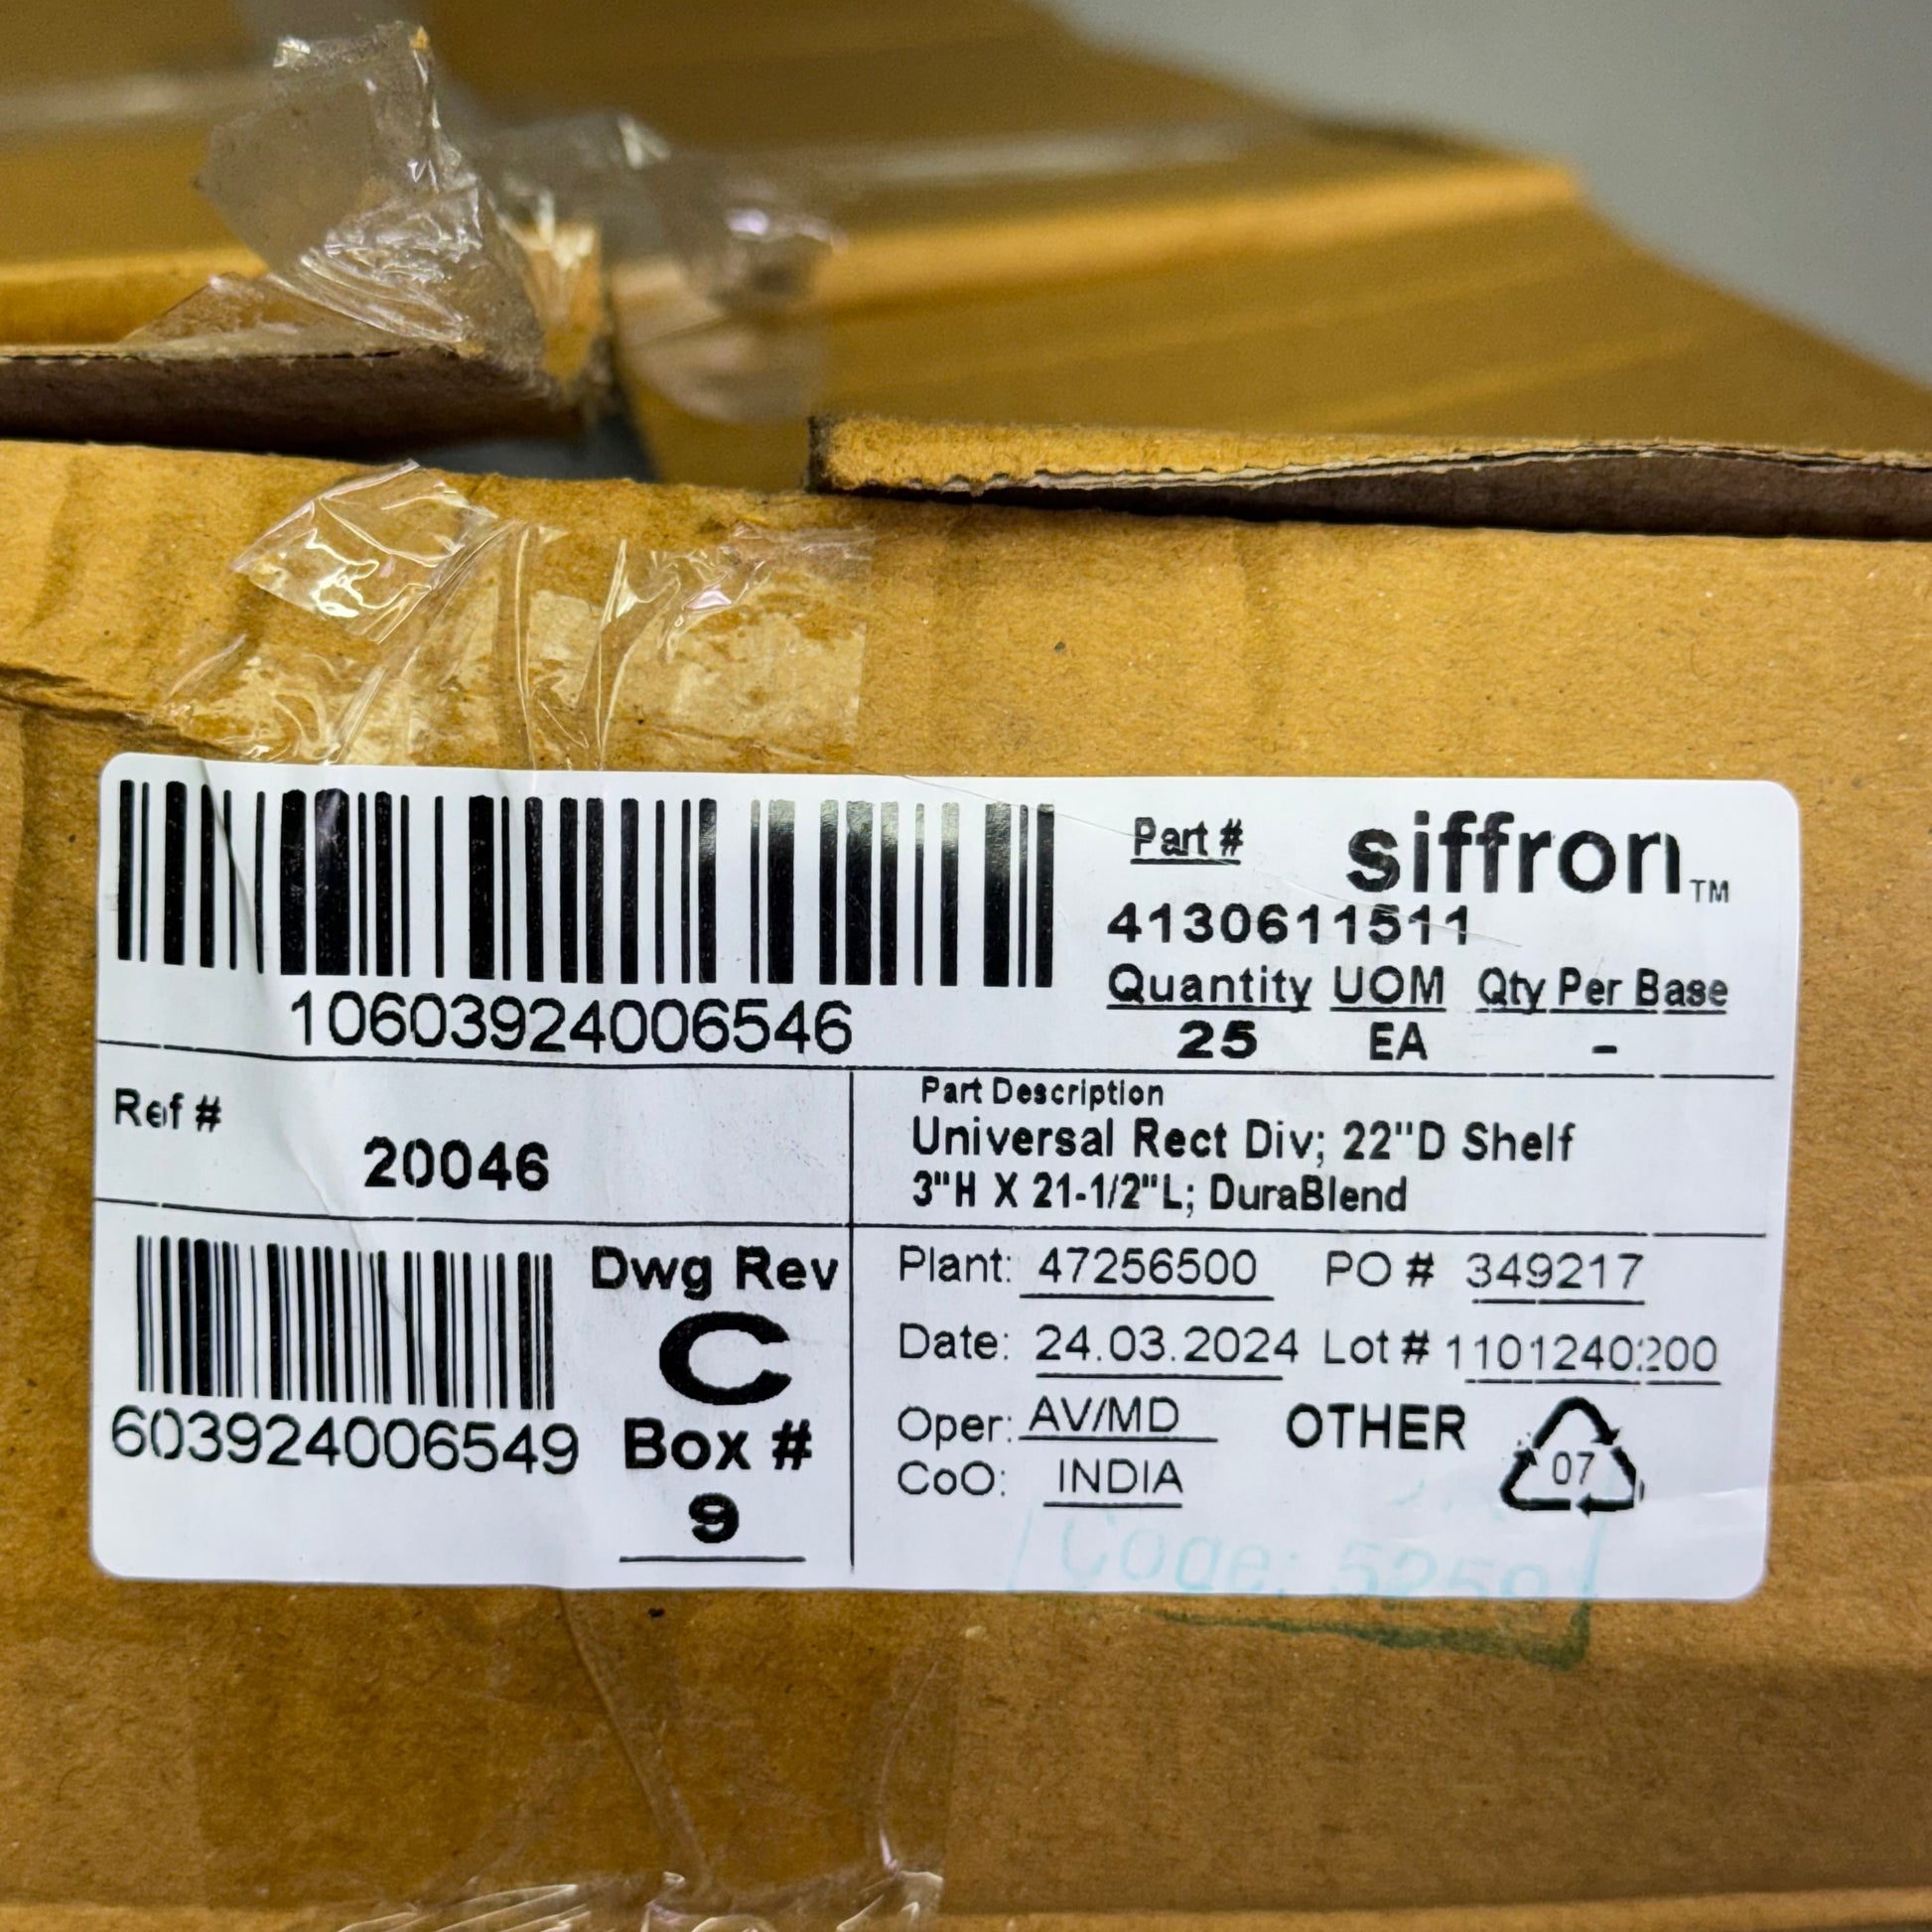 Part #
siffron™
4130611511
Quantity UOM Qty Per Base
25 EA -
10603924006546
Ref #
20046
Part Description
Universal Rect Div; 22"D Shelf
3"H X 21-1/2"L; DuraBlend
603924006549
Dwg Rev
C
Box #
9
Plant: 47256500 PO # 349217
Date: 24.03.2024 Lot # 1101240200
Oper: AV/MD
CoO: INDIA
OTHER
07
Code: 5259